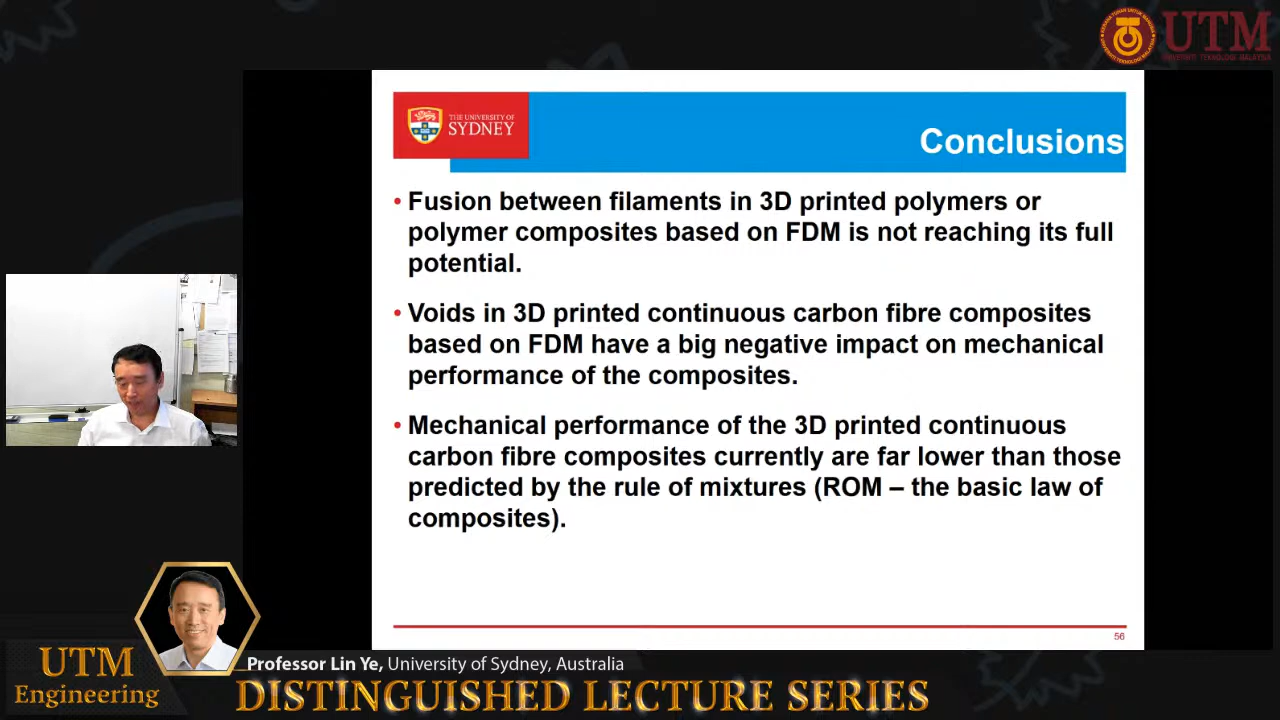 UTM
UNIVERSITI TEKNOLOGI MALAYSIA
THE UNIVERSITY OF
SYDNEY
Conclusions
• Fusion between filaments in 3D printed polymers or
polymer composites based on FDM is not reaching its full
potential.
• Voids in 3D printed continuous carbon fibre composites
based on FDM have a big negative impact on mechanical
performance of the composites.
• Mechanical performance of the 3D printed continuous
carbon fibre composites currently are far lower than those
predicted by the rule of mixtures (ROM – the basic law of
composites).
56
UTM
Engineering
Professor Lin Ye, University of Sydney, Australia
DISTINGUISHED LECTURE SERIES